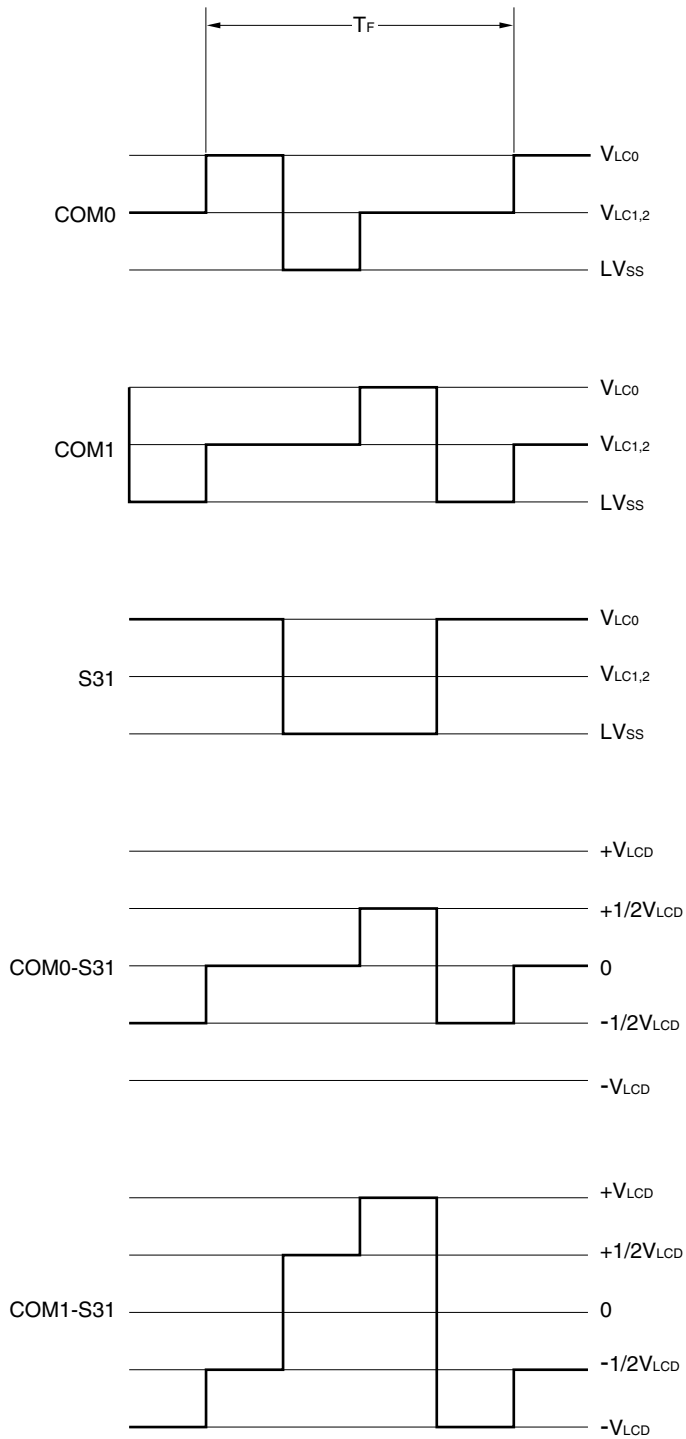 TF
VLC0
COM0
VLC1,2
LVSS
VLC0
COM1
VLC1,2
LVSS
VLC0
S31
VLC1,2
LVSS
+VLCD
+1/2VLCD
COM0-S31
0
-1/2VLCD
-VLCD
+VLCD
+1/2VLCD
COM1-S31
0
-1/2VLCD
-VLCD